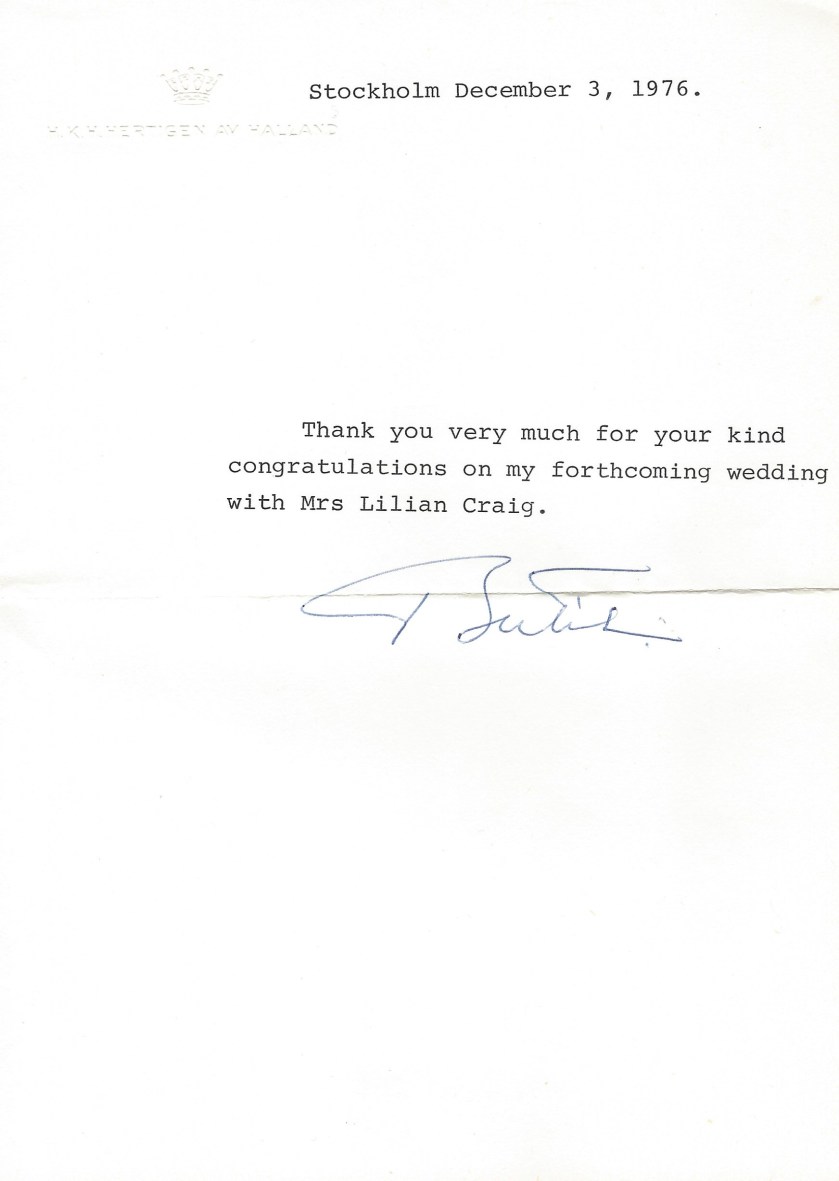 Stockholm December 3, 1976.
H.K.H. HERTIGEN AV HALLAND
Thank you very much for your kind
congratulations on my forthcoming wedding
with Mrs Lilian Craig.
Bertil